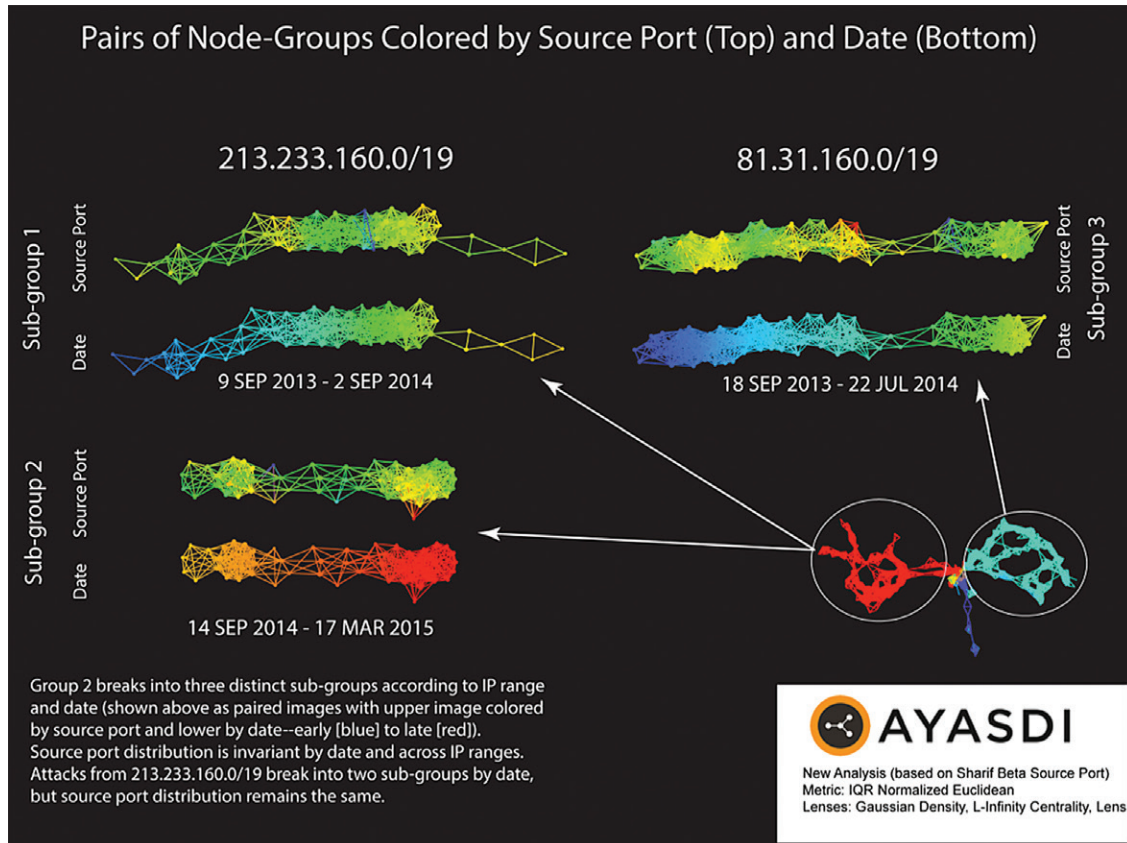 Pairs of Node-Groups Colored by Source Port (Top) and Date (Bottom)
213.233.160.0/19
81.31.160.0/19
Sub-group 1
Source Port
Date
9 SEP 2013 - 2 SEP 2014
Source Port
Date
Sub-group 3
18 SEP 2013 - 22 JUL 2014
Sub-group 2
Source Port
Date
14 SEP 2014 - 17 MAR 2015
Group 2 breaks into three distinct sub-groups according to IP range
and date (shown above as paired images with upper image colored
by source port and lower by date--early [blue] to late [red]).
Source port distribution is invariant by date and across IP ranges.
Attacks from 213.233.160.0/19 break into two sub-groups by date,
but source port distribution remains the same.
AYASDI
New Analysis (based on Sharif Beta Source Port)
Metric: IQR Normalized Euclidean
Lenses: Gaussian Density, L-Infinity Centrality, Lens